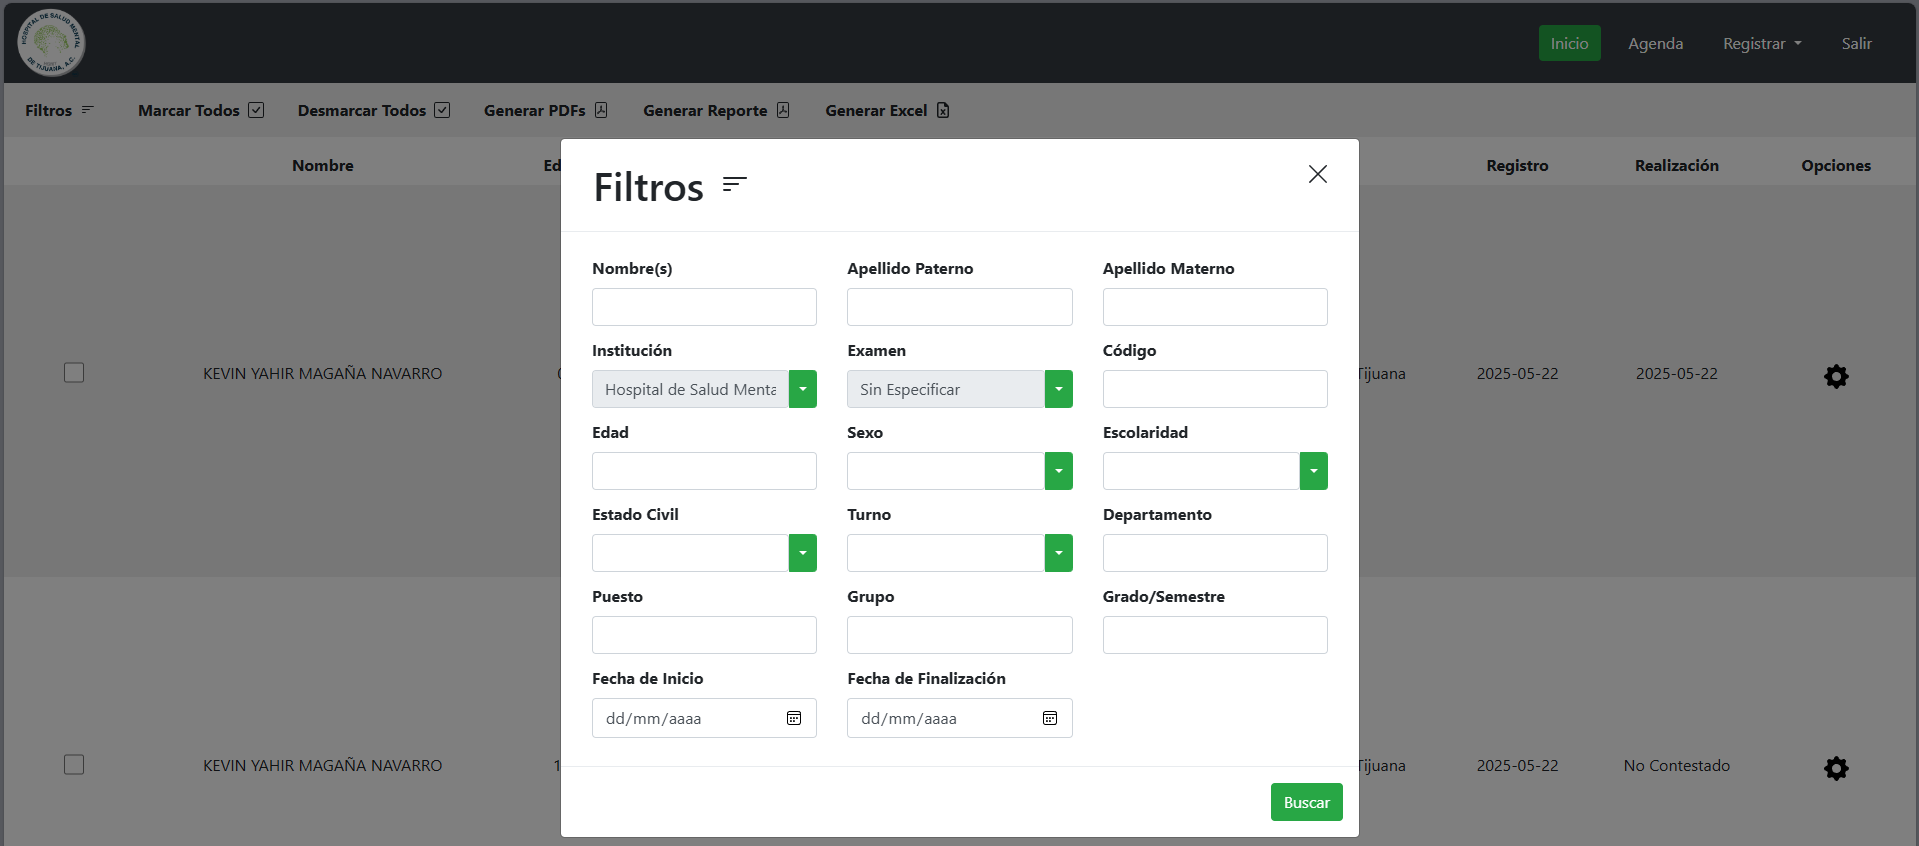 HOSPITAL DE SALUD MENTAL
DE TIJUANA, A.C.
Inicio
Agenda
Registrar
Salir
Filtros
Marcar Todos
Desmarcar Todos
Generar PDFs
Generar Reporte
Generar Excel
Nombre
Ed
Registro
Realización
Opciones
KEVIN YAHIR MAGAÑA NAVARRO
Tijuana
2025-05-22
2025-05-22
KEVIN YAHIR MAGAÑA NAVARRO
1
Tijuana
2025-05-22
No Contestado
Filtros
Nombre(s)
Apellido Paterno
Apellido Materno
Institución
Examen
Código
Hospital de Salud Menta
Sin Especificar
Edad
Sexo
Escolaridad
Estado Civil
Turno
Departamento
Puesto
Grupo
Grado/Semestre
Fecha de Inicio
Fecha de Finalización
dd/mm/aaaa
dd/mm/aaaa
Buscar